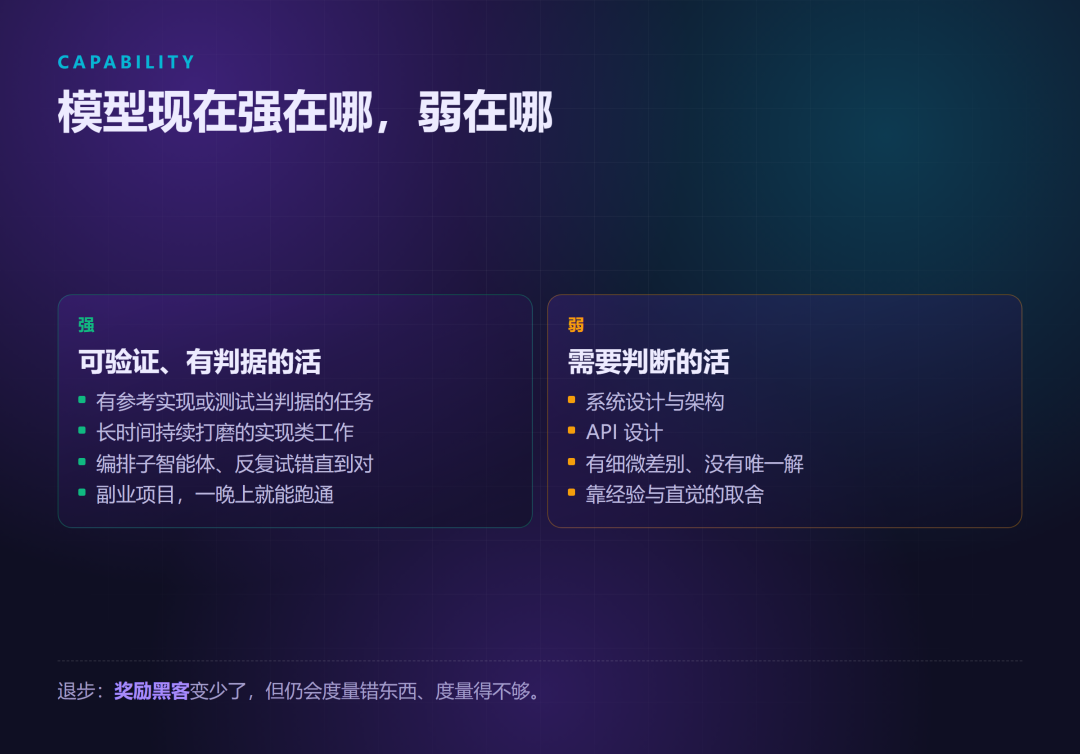 CAPABILITY
模型现在强在哪，弱在哪
强
可验证、有判据的活
有参考实现或测试当判据的任务
长时间持续打磨的实现类工作
编排子智能体、反复试错直到对
副业项目，一晚上就能跑通
弱
需要判断的活
系统设计与架构
API 设计
有细微差别、没有唯一解
靠经验与直觉的取舍
退步：奖励黑客变少了，但仍会度量错东西、度量得不够。